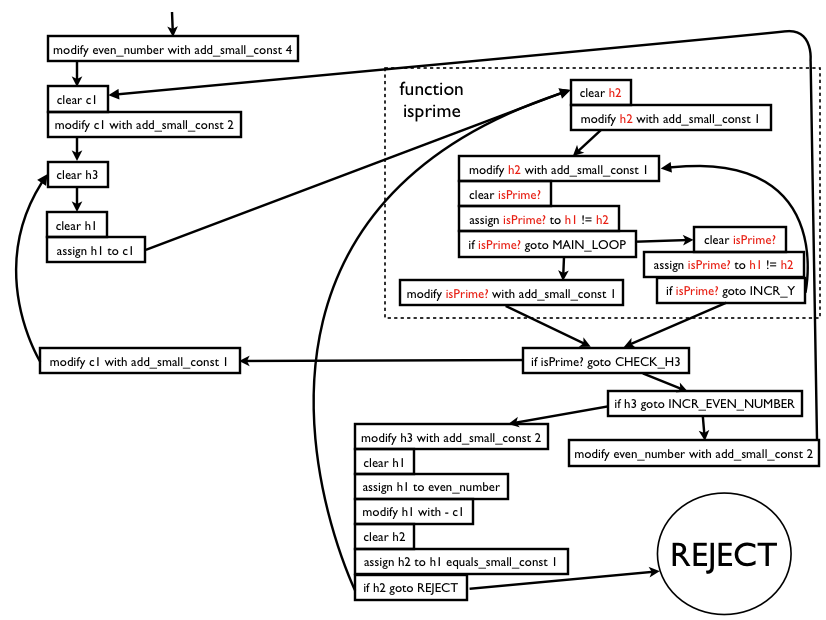 modify even_number with add_small_const 4
clear c1
modify c1 with add_small_const 2
clear h3
clear h1
assign h1 to c1
function
isprime
clear h2
modify h2 with add_small_const 1
modify h2 with add_small_const 1
clear isPrime?
assign isPrime? to h1 != h2
if isPrime? goto MAIN_LOOP
clear isPrime?
assign isPrime? to h1 != h2
if isPrime? goto INCR_Y
modify isPrime? with add_small_const 1
modify c1 with add_small_const 1
if isPrime? goto CHECK_H3
if h3 goto INCR_EVEN_NUMBER
modify even_number with add_small_const 2
modify h3 with add_small_const 2
clear h1
assign h1 to even_number
modify h1 with - c1
clear h2
assign h2 to h1 equals_small_const 1
if h2 goto REJECT
REJECT